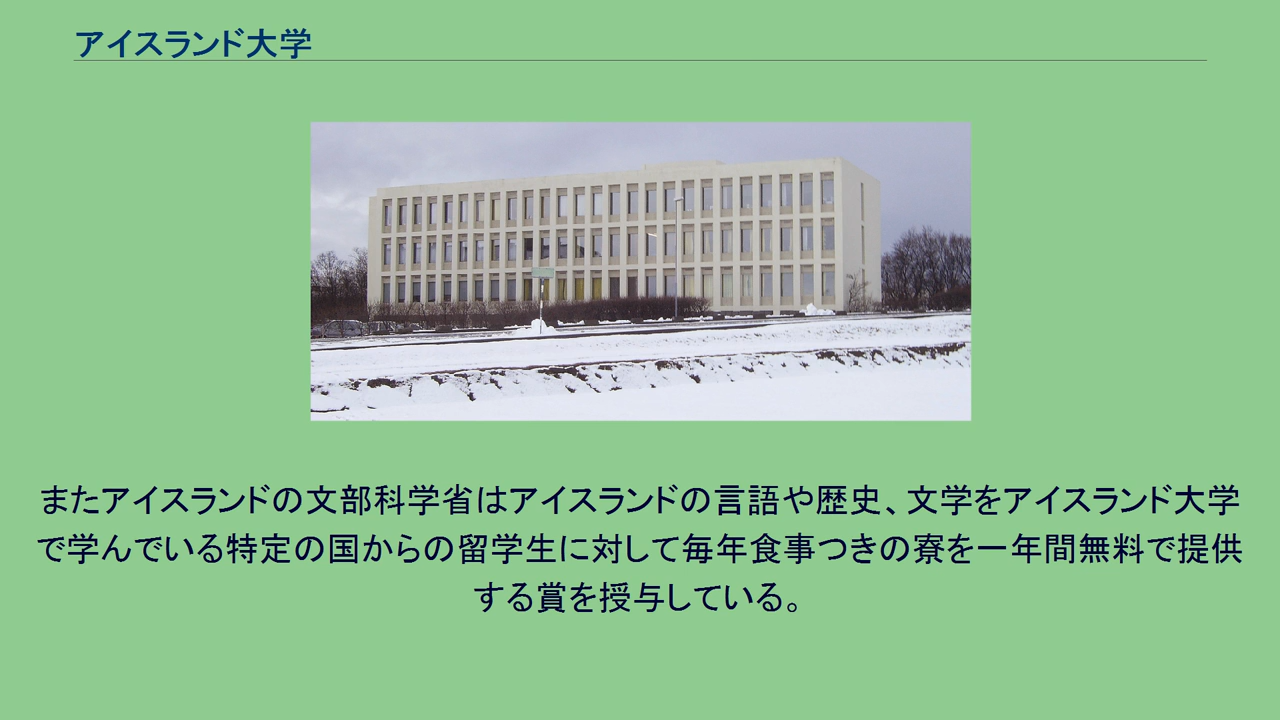 アイスランド大学
またアイスランドの文部科学省はアイスランドの言語や歴史、文学をアイスランド大学
で学んでいる特定の国からの留学生に対して毎年食事つきの寮を一年間無料で提供
する賞を授与している。